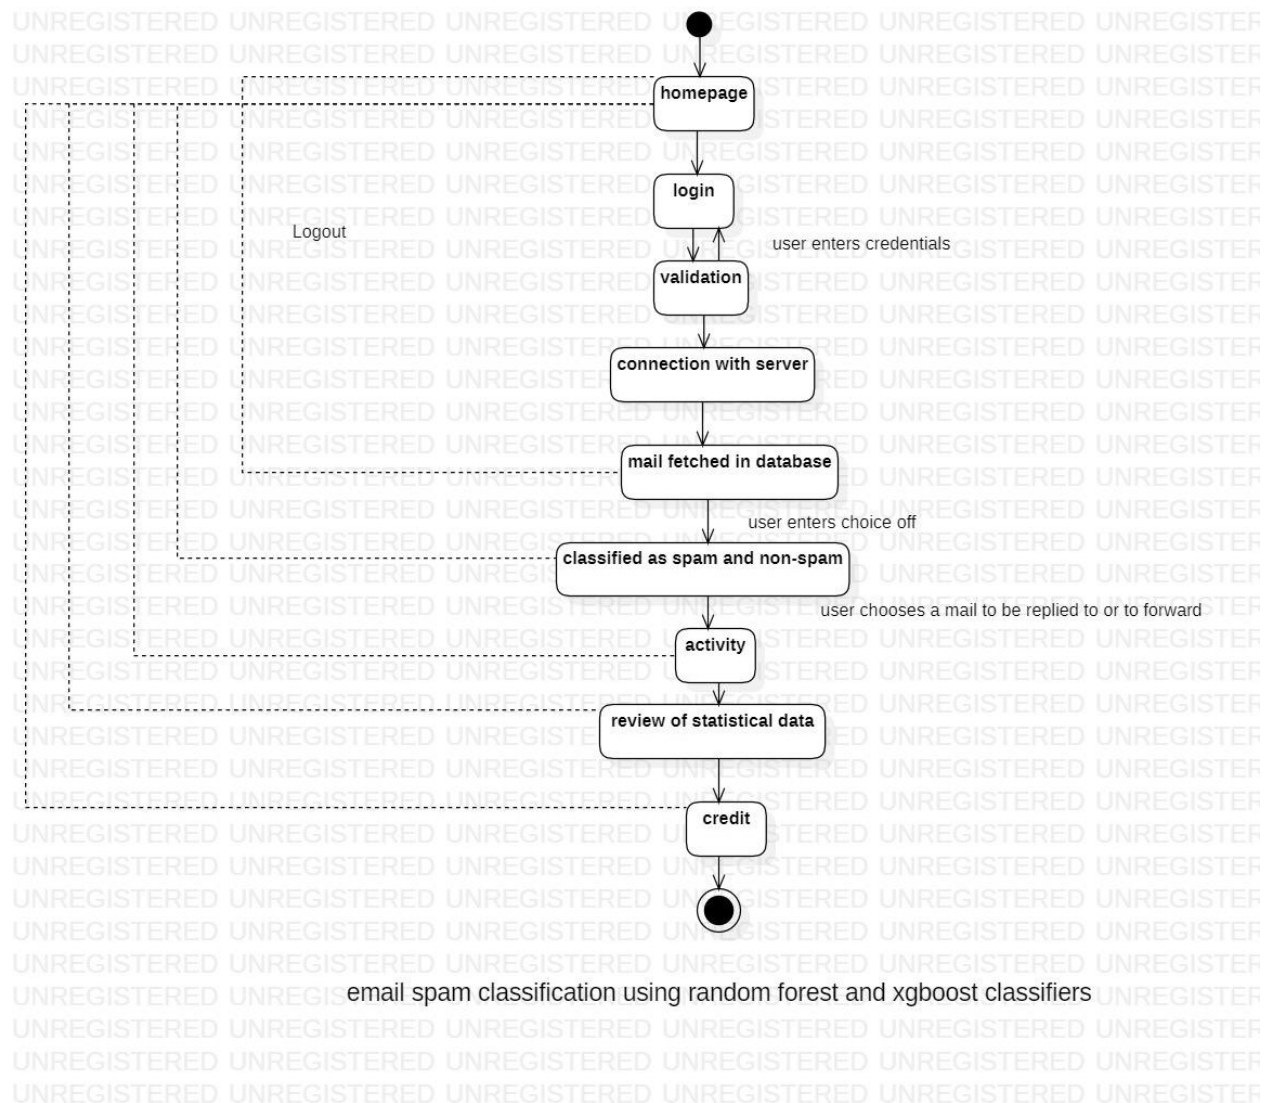 homepage
login
Logout
user enters credentials
validation
connection with server
mail fetched in database
user enters choice off
classified as spam and non-spam
user chooses a mail to be replied to or to forward
activity
review of statistical data
credit
email spam classification using random forest and xgboost classifiers
UNREGISTERED